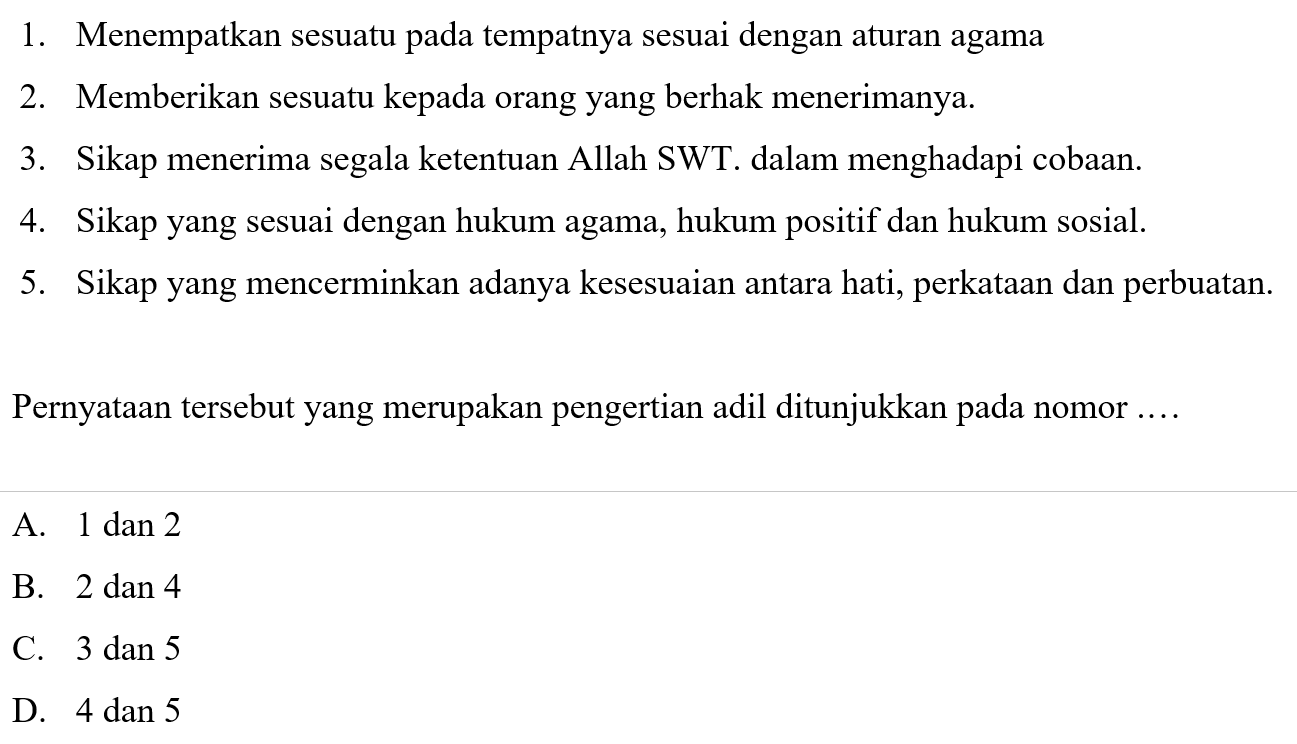 1. Menempatkan sesuatu pada tempatnya sesuai dengan aturan agama
2. Memberikan sesuatu kepada orang yang berhak menerimanya.
3. Sikap menerima segala ketentuan Allah SWT. dalam menghadapi cobaan.
4. Sikap yang sesuai dengan hukum agama, hukum positif dan hukum sosial.
5. Sikap yang mencerminkan adanya kesesuaian antara hati, perkataan dan perbuatan.
Pernyataan tersebut yang merupakan pengertian adil ditunjukkan pada nomor ….
A. 1 dan 2
B. 2 dan 4
C. 3 dan 5
D. 4 dan 5